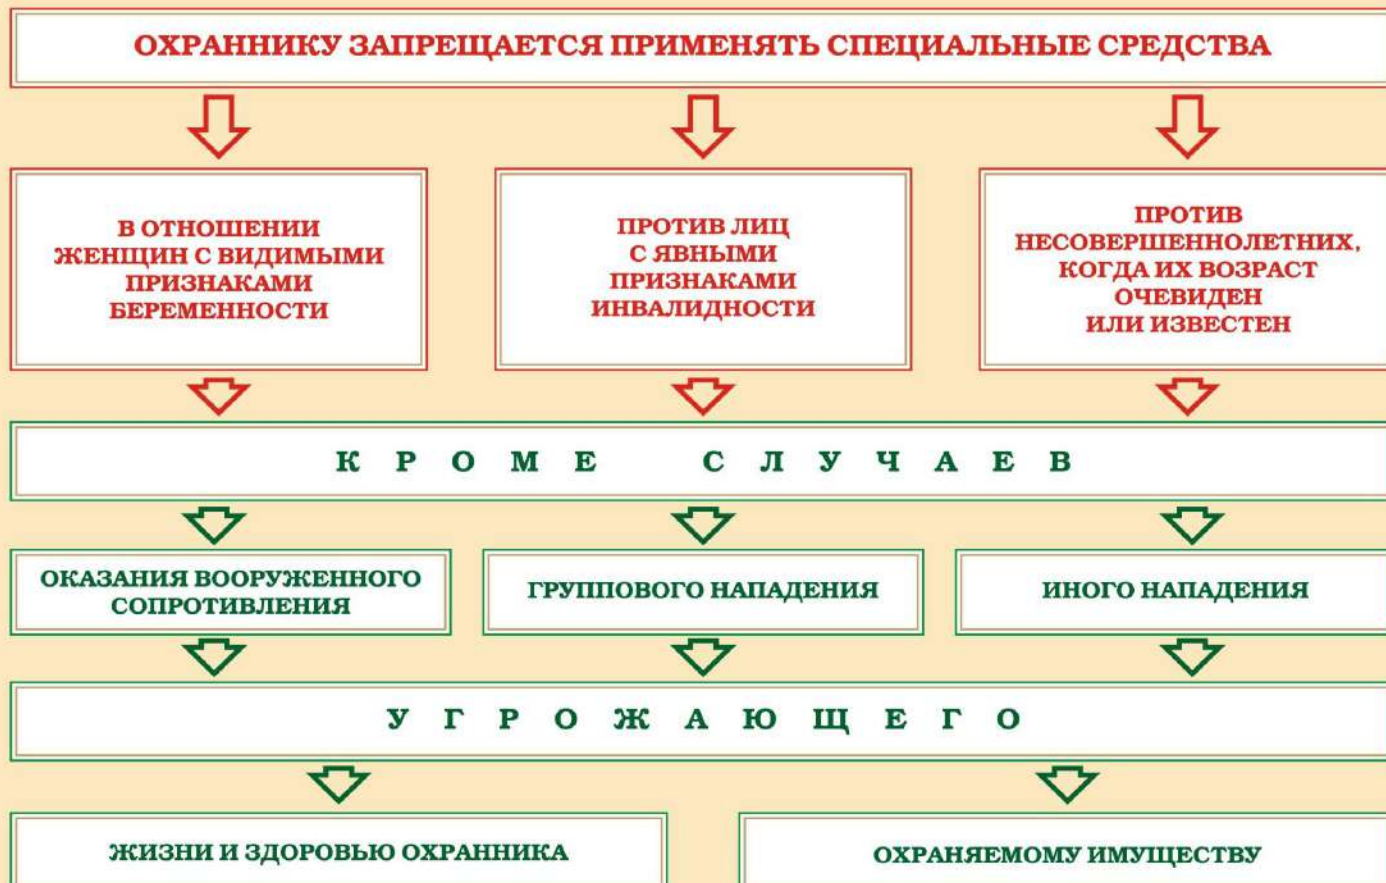 ОХРАННИКУ ЗАПРЕЩАЕТСЯ ПРИМЕНЯТЬ СПЕЦИАЛЬНЫЕ СРЕДСТВА
В ОТНОШЕНИИ
ЖЕНЩИН С ВИДИМЫМИ
ПРИЗНАКАМИ
БЕРЕМЕННОСТИ
ПРОТИВ ЛИЦ
С ЯВНЫМИ
ПРИЗНАКАМИ
ИНВАЛИДНОСТИ
ПРОТИВ
НЕСОВЕРШЕННОЛЕТНИХ,
КОГДА ИХ ВОЗРАСТ
ОЧЕВИДЕН
ИЛИ ИЗВЕСТЕН
К Р О М Е С Л У Ч А Е В
ОКАЗАНИЯ ВООРУЖЕННОГО
СОПРОТИВЛЕНИЯ
ГРУППОВОГО НАПАДЕНИЯ
ИНОГО НАПАДЕНИЯ
У Г Р О Ж А Ю Щ Е Г О
ЖИЗНИ И ЗДОРОВЬЮ ОХРАННИКА
ОХРАНЯЕМОМУ ИМУЩЕСТВУ